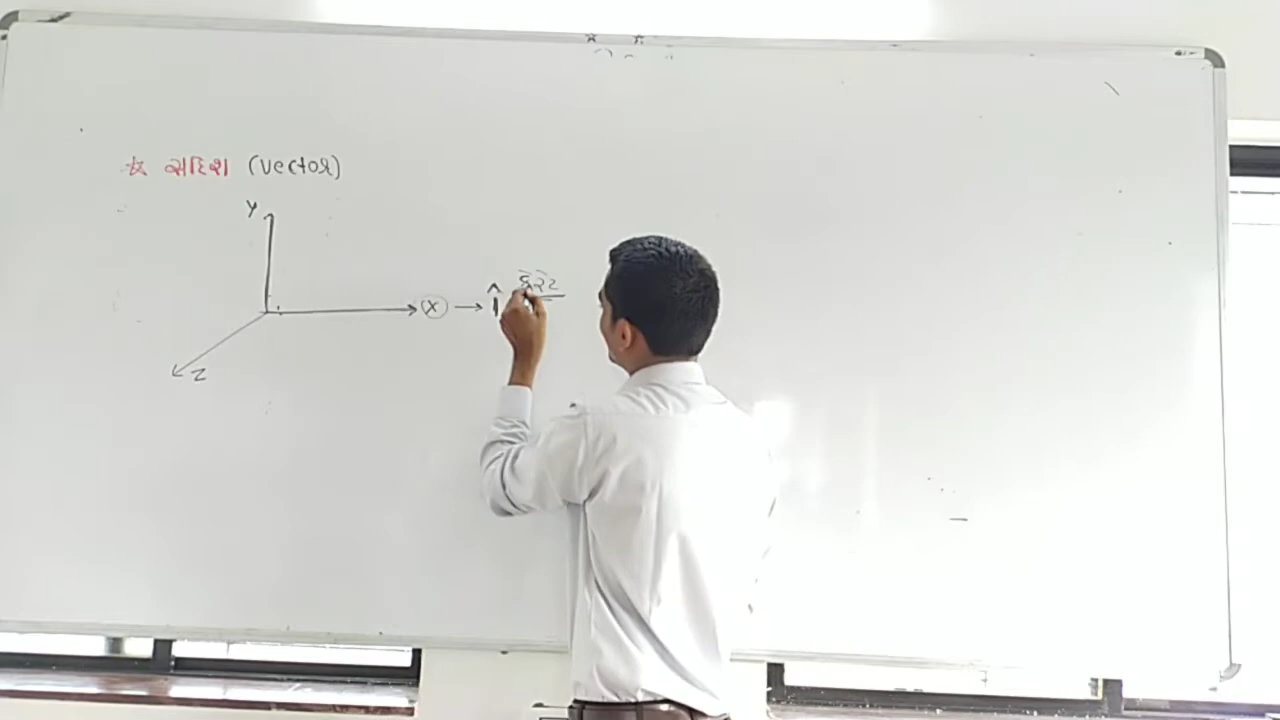 ☆ સદિશ (Vector)
Y
X → î
Z